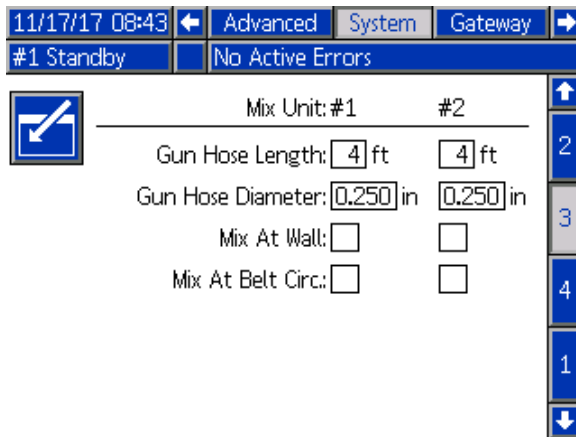 11/17/17 08:43 Advanced System Gateway
#1 Standby No Active Errors
Mix Unit: #1 #2
Gun Hose Length: 4 ft 4 ft
Gun Hose Diameter: 0.250 in 0.250 in
Mix At Wall:
Mix At Belt Circ.:
2
3
4
1